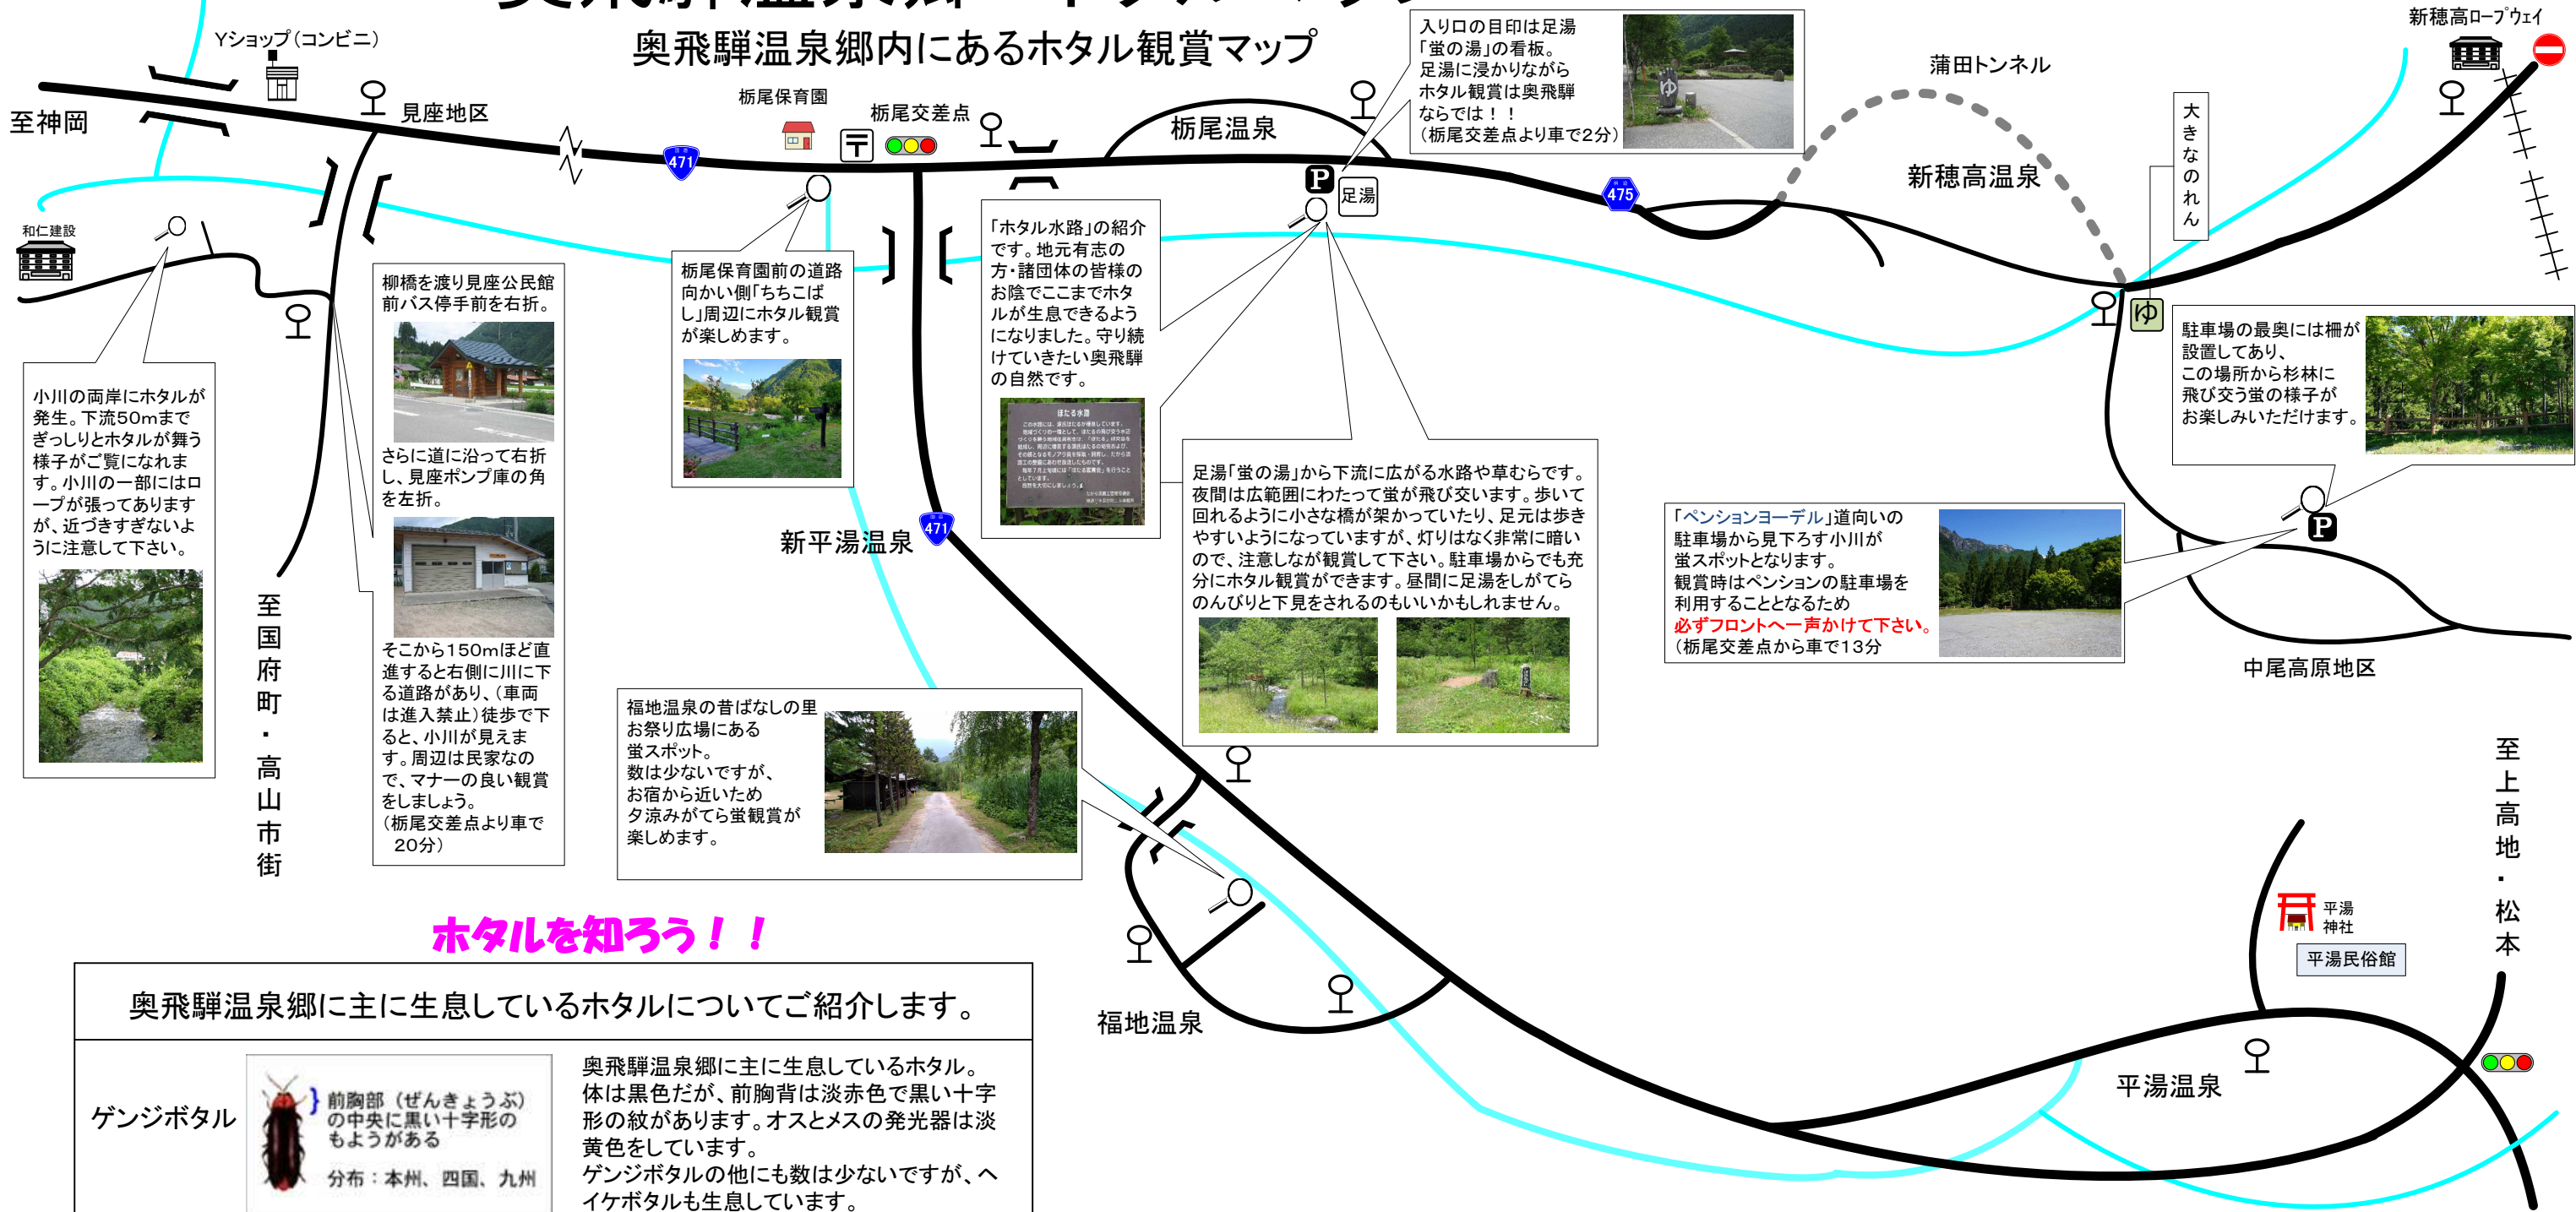 奥飛騨温泉郷内にあるホタル観賞マップ
Yショップ(コンビニ)
至神岡
見座地区
栃尾保育園
栃尾交差点
471
栃尾温泉
入り口の目印は足湯
「蛍の湯」の看板。
足湯に浸かりながら
ホタル観賞は奥飛騨
ならでは!!
(栃尾交差点より車で2分)
ゆ
P
足湯
475
蒲田トンネル
新穂高温泉
新穂高ロープウェイ
大きなのれん
ゆ
和仁建設
小川の両岸にホタルが
発生。下流50mまで
ぎっしりとホタルが舞う
様子がご覧になれま
す。小川の一部にはロ
ープが張ってあります
が、近づきすぎないよ
うに注意して下さい。
至国府町・高山市街
柳橋を渡り見座公民館
前バス停手前を右折。
さらに道に沿って右折
し、見座ポンプ庫の角
を左折。
そこから150mほど直
進すると右側に川に下
る道路があり、(車両
は進入禁止)徒歩で下
ると、小川が見えま
す。周辺は民家なの
で、マナーの良い観賞
をしましょう。
(栃尾交差点より車で
20分)
栃尾保育園前の道路
向かい側「ちちこば
し」周辺にホタル観賞
が楽しめます。
「ホタル水路」の紹介
です。地元有志の
方・諸団体の皆様の
お陰でここまでホタ
ルが生息できるよう
になりました。守り続
けていきたい奥飛騨
の自然です。
ほたる水路
足湯「蛍の湯」から下流に広がる水路や草むらです。
夜間は広範囲にわたって蛍が飛び交います。歩いて
回れるように小さな橋が架かっていたり、足元は歩き
やすいようになっていますが、灯りはなく非常に暗い
ので、注意しなが観賞して下さい。駐車場からでも充
分にホタル観賞ができます。昼間に足湯をしがてら
のんびりと下見をされるのもいいかもしれません。
駐車場の最奥には柵が
設置してあり、
この場所から杉林に
飛び交う蛍の様子が
お楽しみいただけます。
P
「ペンションヨーデル」道向いの
駐車場から見下ろす小川が
蛍スポットとなります。
観賞時はペンションの駐車場を
利用することとなるため
必ずフロントへ一声かけて下さい。
(栃尾交差点から車で13分
中尾高原地区
新平湯温泉
471
福地温泉の昔ばなしの里
お祭り広場にある
蛍スポット。
数は少ないですが、
お宿から近いため
夕涼みがてら蛍観賞が
楽しめます。
福地温泉
至上高地・松本
平湯
神社
平湯民俗館
平湯温泉
ホタルを知ろう!!
奥飛騨温泉郷に主に生息しているホタルについてご紹介します。
ゲンジボタル
前胸部(ぜんきょうぶ)
の中央に黒い十字形の
もようがある
分布:本州、四国、九州
奥飛騨温泉郷に主に生息しているホタル。
体は黒色だが、前胸背は淡赤色で黒い十字
形の紋があります。オスとメスの発光器は淡
黄色をしています。
ゲンジボタルの他にも数は少ないですが、ヘ
イケボタルも生息しています。